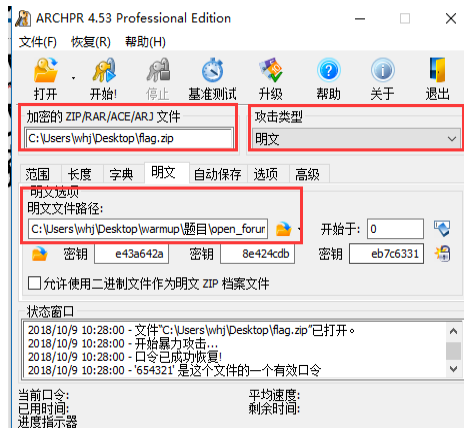 ARCHPR 4.53 Professional Edition
文件(F) 恢复(R) 帮助(H)
打开 开始! 停止 基准测试 升级 帮助 关于 退出
加密的 ZIP/RAR/ACE/ARJ 文件 攻击类型
C:\Users\whj\Desktop\flag.zip 明文
范围 长度 字典 明文 自动保存 选项 高级
明文选项
明文文件路径:
C:\Users\whj\Desktop\warmup\题目\open_forum 开始于: 0
密钥 e43a642a 密钥 8e424cdb 密钥 eb7c6331
允许使用二进制文件作为明文 ZIP 档案文件
状态窗口
2018/10/9 10:28:00 - 文件“C:\Users\whj\Desktop\flag.zip”已打开。
2018/10/9 10:28:00 - 开始暴力攻击...
2018/10/9 10:28:00 - 口令已成功恢复!
2018/10/9 10:28:00 - '654321' 是这个文件的一个有效口令
当前口令: 平均速度:
已用时间: 剩余时间:
进度指示器